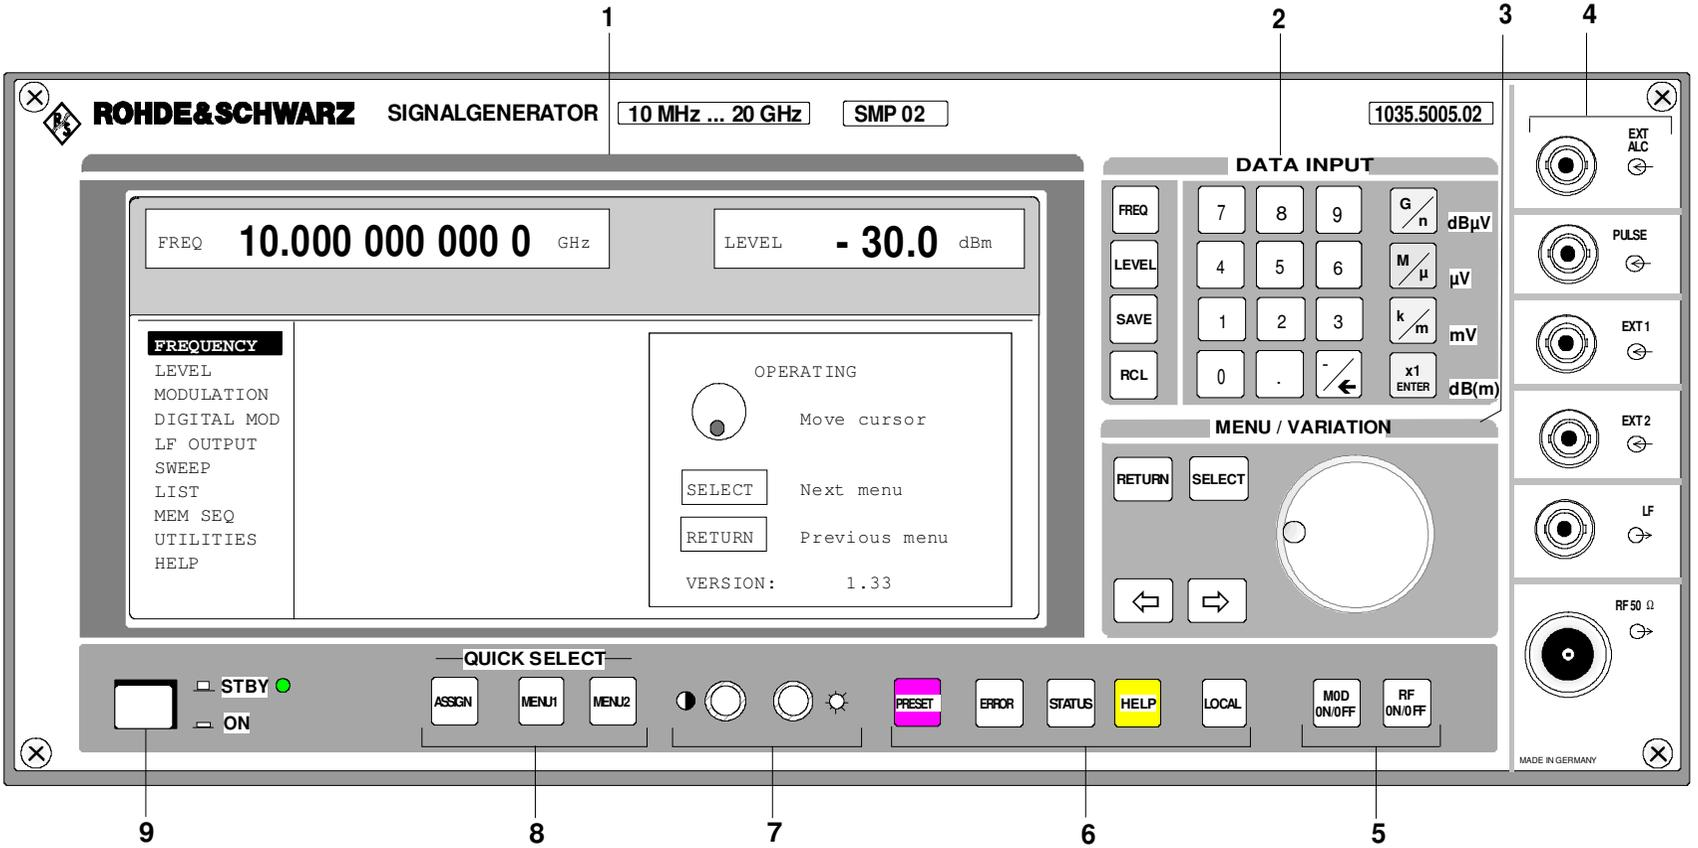 1 2 3 4
ROHDE&SCHWARZ SIGNALGENERATOR 10 MHz ... 20 GHz SMP 02 1035.5005.02
R S
FREQ 10.000 000 000 0 GHz LEVEL - 30.0 dBm
FREQUENCY
LEVEL
MODULATION
DIGITAL MOD
LF OUTPUT
SWEEP
LIST
MEM SEQ
UTILITIES
HELP
OPERATING
Move cursor
SELECT Next menu
RETURN Previous menu
VERSION: 1.33
DATA INPUT
FREQ 7 8 9 G/n dBµV
LEVEL 4 5 6 M/µ µV
SAVE 1 2 3 k/m mV
RCL 0 . -/← x1 ENTER dB(m)
MENU / VARIATION
RETURN SELECT
⇦ ⇨
EXT
ALC
PULSE
EXT 1
EXT 2
LF
RF 50 Ω
MADE IN GERMANY
STBY
ON
QUICK SELECT
ASSIGN MENU1 MENU2
PRESET ERROR STATUS HELP LOCAL
MOD
ON/OFF
RF
ON/OFF
9 8 7 6 5